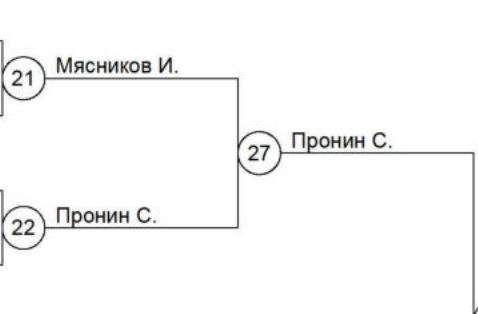 21 Мясников И.
27 Пронин С.
22 Пронин С.